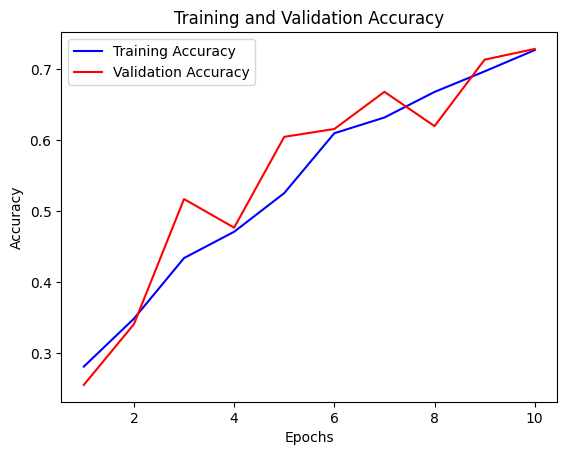 Training and Validation Accuracy
Training Accuracy
Validation Accuracy
0.7
0.6
0.5
0.4
0.3
Accuracy
2 4 6 8 10
Epochs